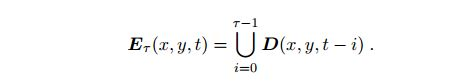 E_τ(x, y, t) = ⋃_{i=0}^{τ−1} D(x, y, t − i) .